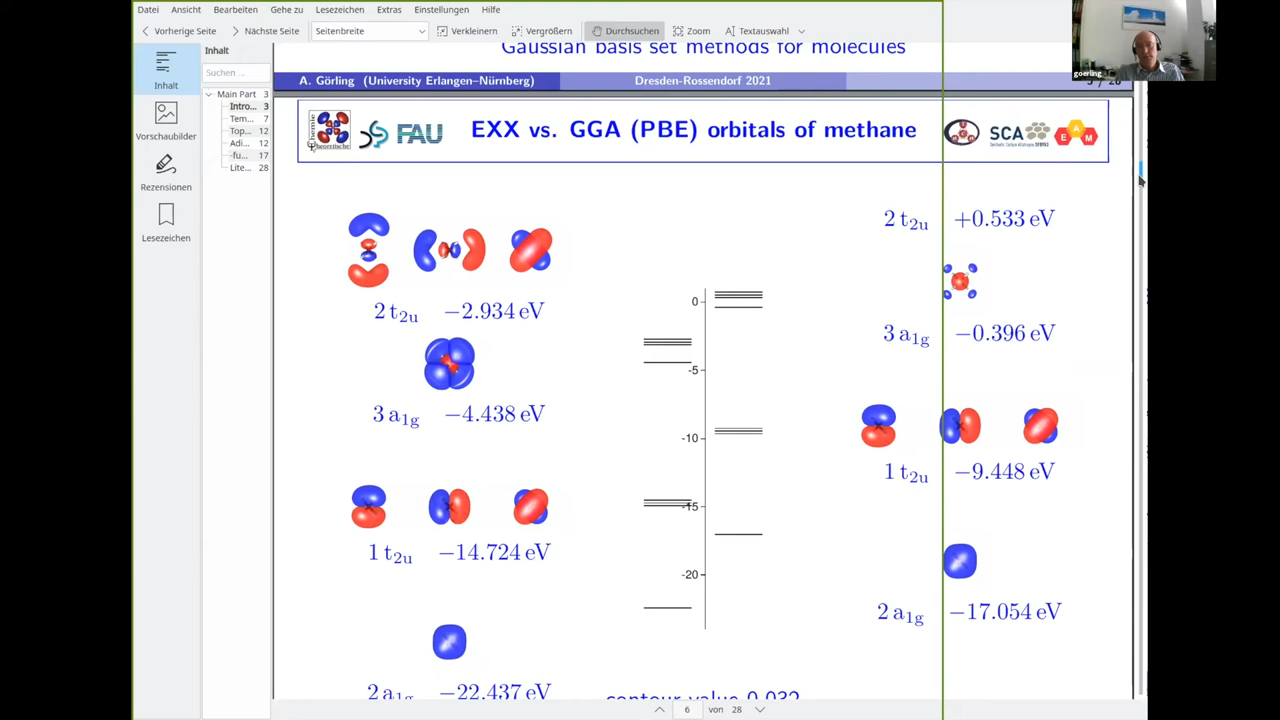 Datei Ansicht Bearbeiten Gehe zu Lesezeichen Extras Einstellungen Hilfe
Vorherige Seite Nächste Seite Seitenbreite Verkleinern Vergrößern Durchsuchen Zoom Textauswahl
Inhalt
Vorschaubilder
Rezensionen
Lesezeichen
Inhalt
Suchen ...
Main Part 3
Intro... 3
Tem... 7
Top... 12
Adi... 12
-fu... 17
Lite... 28
Gaussian basis set methods for molecules
A. Görling (University Erlangen–Nürnberg) Dresden-Rossendorf 2021
goerling
Theoretische Chemie
FAU
EXX vs. GGA (PBE) orbitals of methane
SCA
EAM
2 t2u −2.934 eV
3 a1g −4.438 eV
1 t2u −14.724 eV
2 a1g −22.437 eV
0
-5
-10
-15
-20
2 t2u +0.533 eV
3 a1g −0.396 eV
1 t2u −9.448 eV
2 a1g −17.054 eV
contour value 0.032
6 von 28